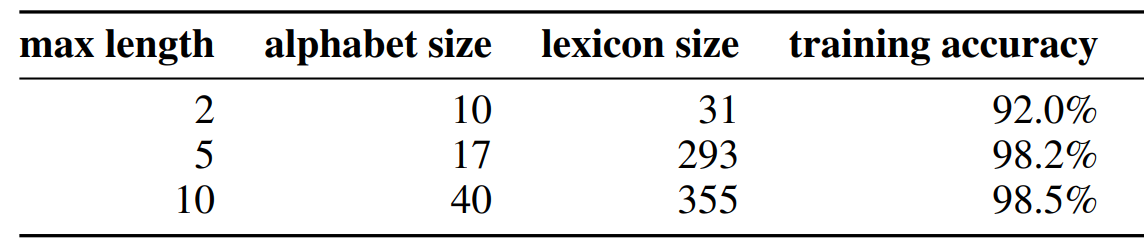 max length alphabet size lexicon size training accuracy
2 10 31 92.0%
5 17 293 98.2%
10 40 355 98.5%